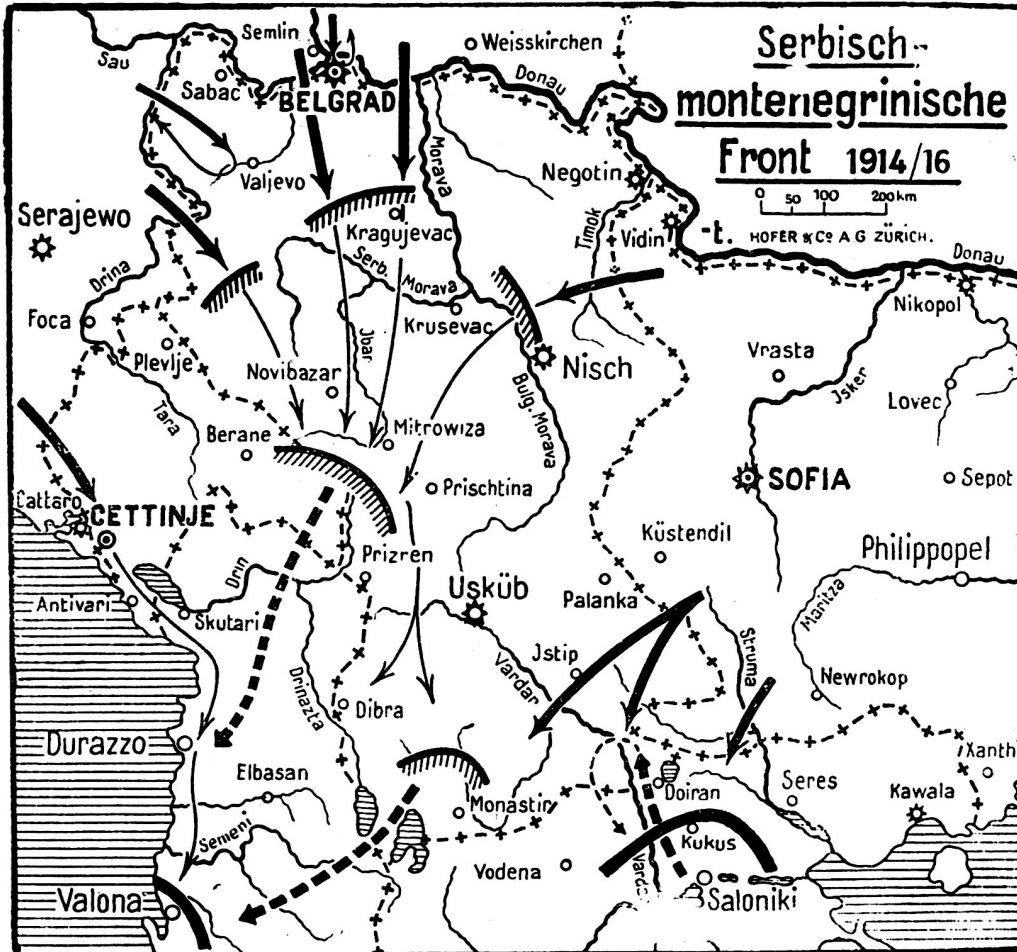 Serbisch-
montenegrinische
Front 1914/16
0 50 100 200km
-t. HOFER & Co A G ZÜRICH.
Semlin
Weisskirchen
Sau
Donau
Sabac
BELGRAD
Morava
Valjevo
Negotin
Serajewo
Kragujevac
Timok
Vidin
Donau
Drina
Serb. Morava
Nikopol
Foca
Krusevac
Plevlje
Jbar
Nisch
Vrasta
Jsker
Novibazar
Lovec
Tara
Bulg. Morava
Berane
Mitrowiza
Cattaro
Prischtina
SOFIA
Sepot
CETTINJE
Küstendil
Drin
Prizren
Philippopel
Antivari
Usküb
Palanka
Maritza
Skutari
Struma
Jstip
Vardar
Newrokop
Drinazta
Dibra
Durazzo
Xanth
Elbasan
Doiran
Seres
Monastir
Kawala
Semeni
Kukus
Vodena
Vard
Valona
Saloniki